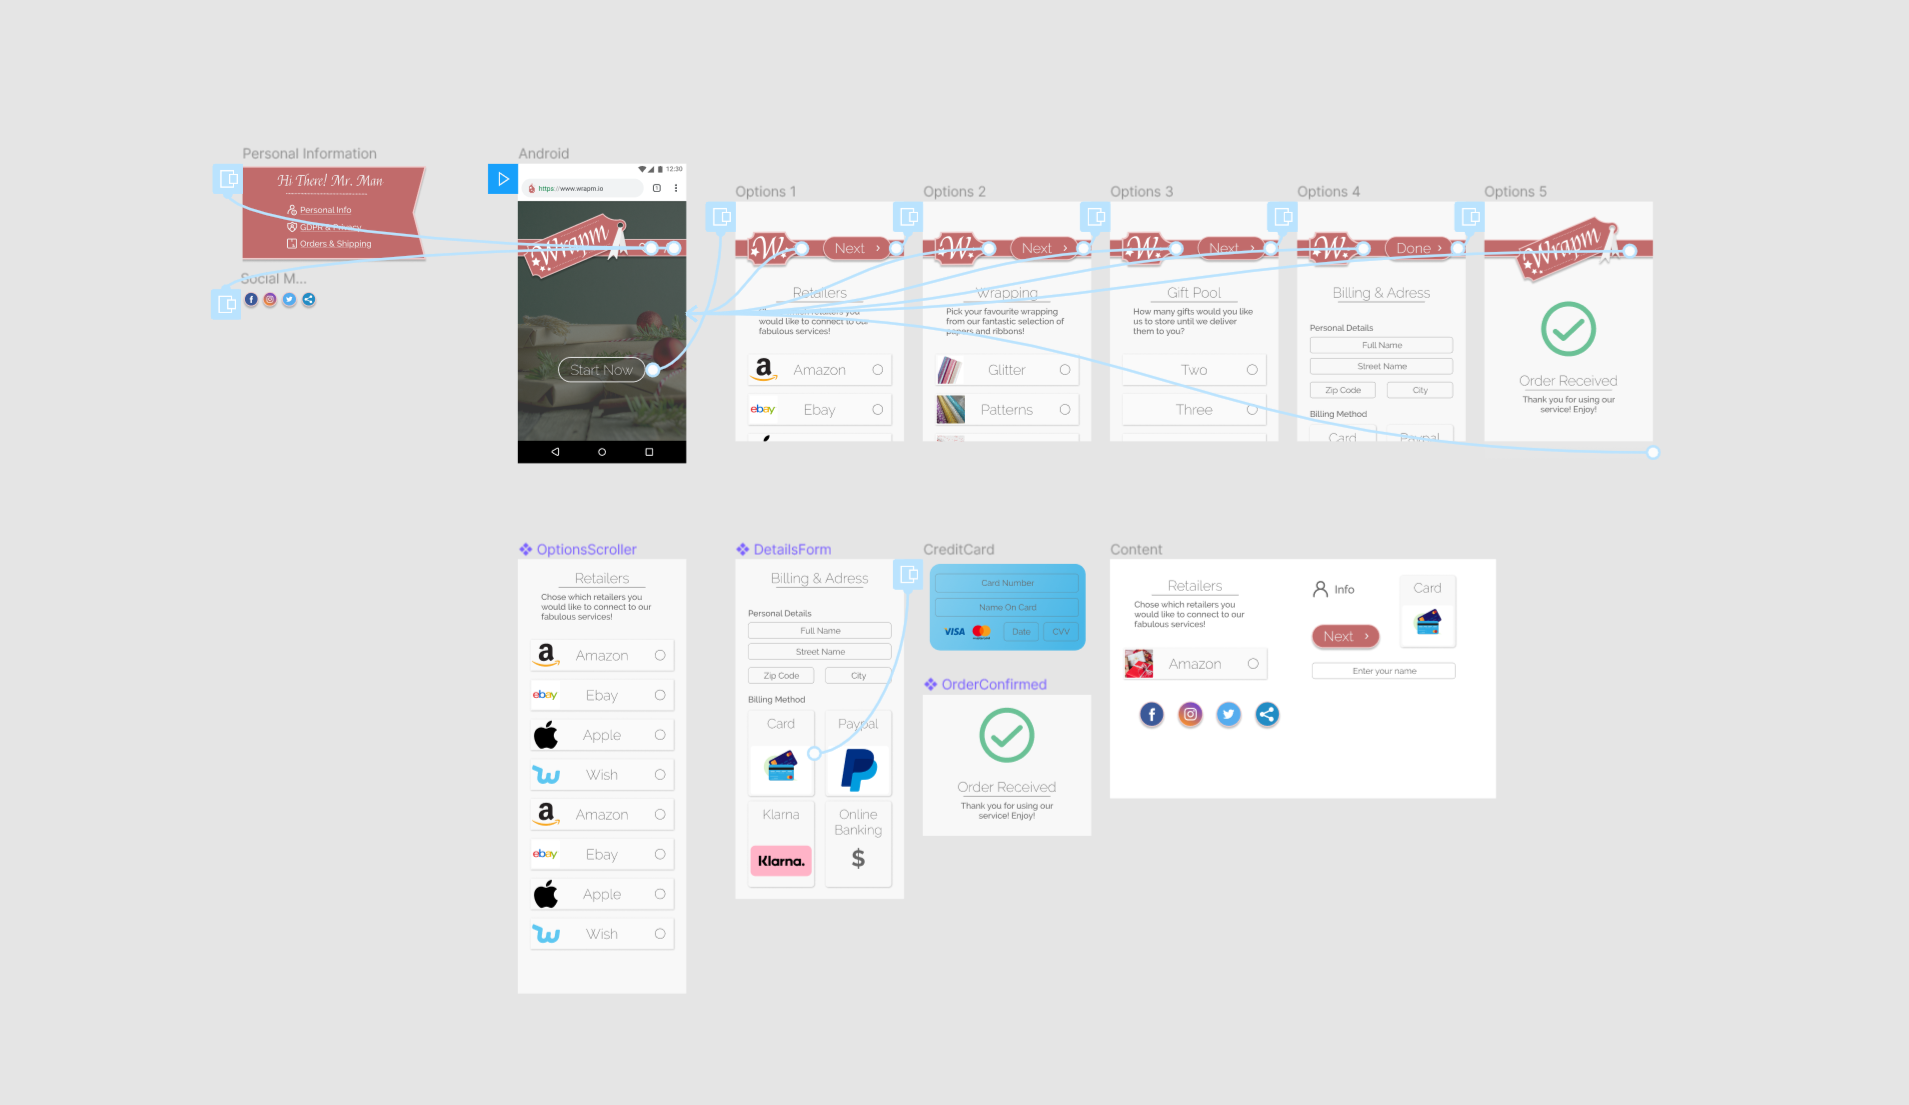 Personal Information
Hi There! Mr. Man
Personal Info
GDPR & Privacy
Orders & Shipping
Social M...
Android
12:30
https://www.wrapm.io
1
Wrapm
Start Now
Options 1
W.
Next
Retailers
would like to connect to our
fabulous services!
Amazon
ebay
Ebay
Options 2
W.
Next
Wrapping
Pick your favourite wrapping
from our fantastic selection of
papers and ribbons!
Glitter
Patterns
Options 3
W.
Next
Gift Pool
How many gifts would you like
us to store until we deliver
them to you?
Two
Three
Options 4
W.
Done
Billing & Adress
Personal Details
Full Name
Street Name
Zip Code
City
Billing Method
Card
Paypal
Options 5
Wrapm
Order Received
Thank you for using our
service! Enjoy!
OptionsScroller
Retailers
Chose which retailers you
would like to connect to our
fabulous services!
Amazon
ebay
Ebay
Apple
Wish
Amazon
ebay
Ebay
Apple
Wish
DetailsForm
Billing & Adress
Personal Details
Full Name
Street Name
Zip Code
City
Billing Method
Card
Paypal
Klarna
Klarna.
Online
Banking
$
CreditCard
Card Number
Name On Card
VISA
Date
CVV
OrderConfirmed
Order Received
Thank you for using our
service! Enjoy!
Content
Retailers
Chose which retailers you
would like to connect to our
fabulous services!
Amazon
Info
Next
Card
Enter your name